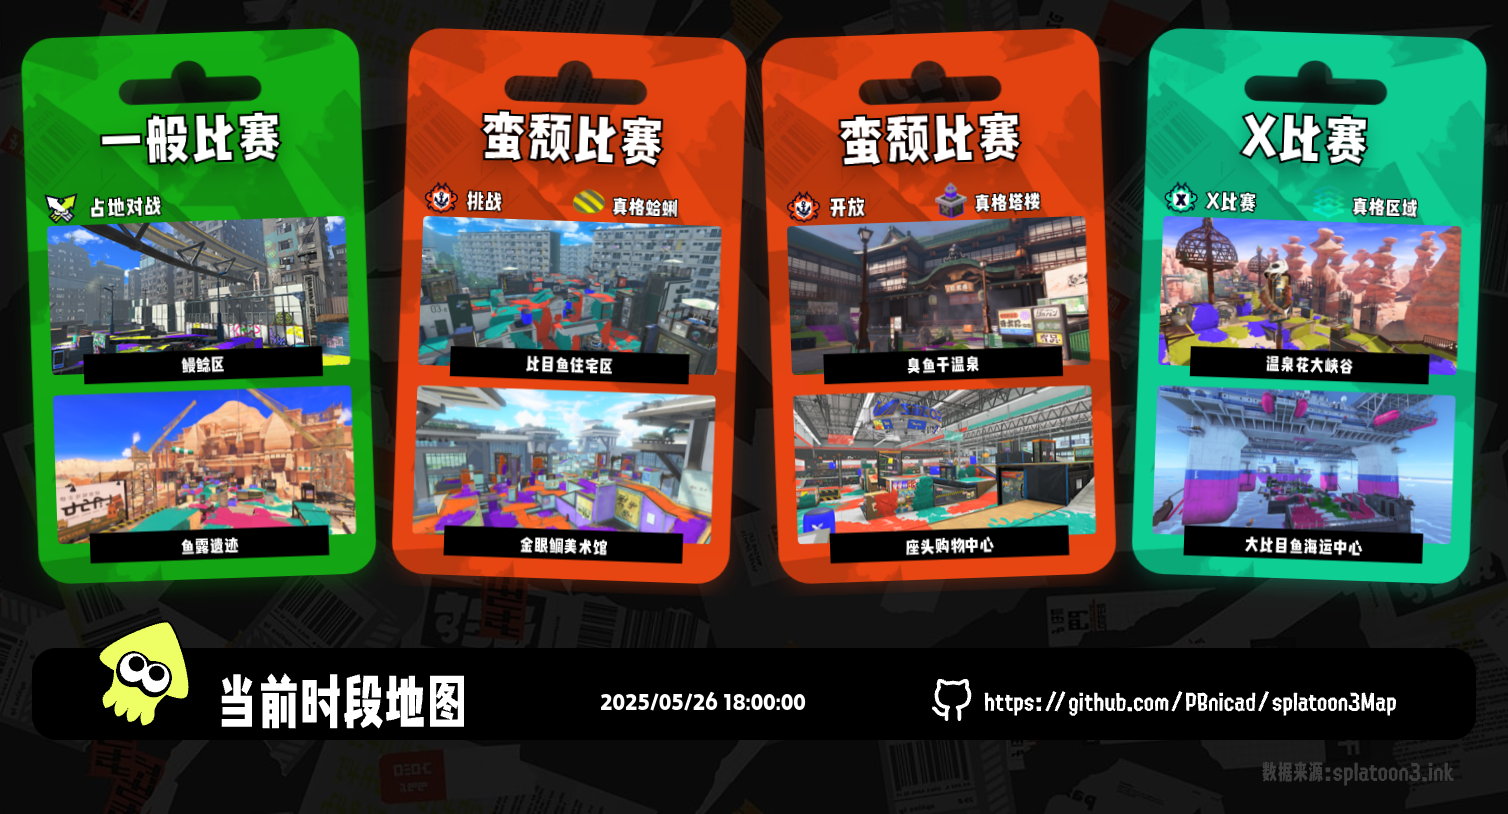 一般比赛
占地对战
鳗鲶区
鱼露遗迹
蛮颓比赛
挑战
真格蛤蜊
比目鱼住宅区
金眼鲷美术馆
蛮颓比赛
开放
真格塔楼
臭鱼干温泉
座头购物中心
X比赛
X比赛
真格区域
温泉花大峡谷
大比目鱼海运中心
当前时段地图
2025/05/26 18:00:00
https://github.com/PBnicad/splatoon3Map
数据来源:splatoon3.ink